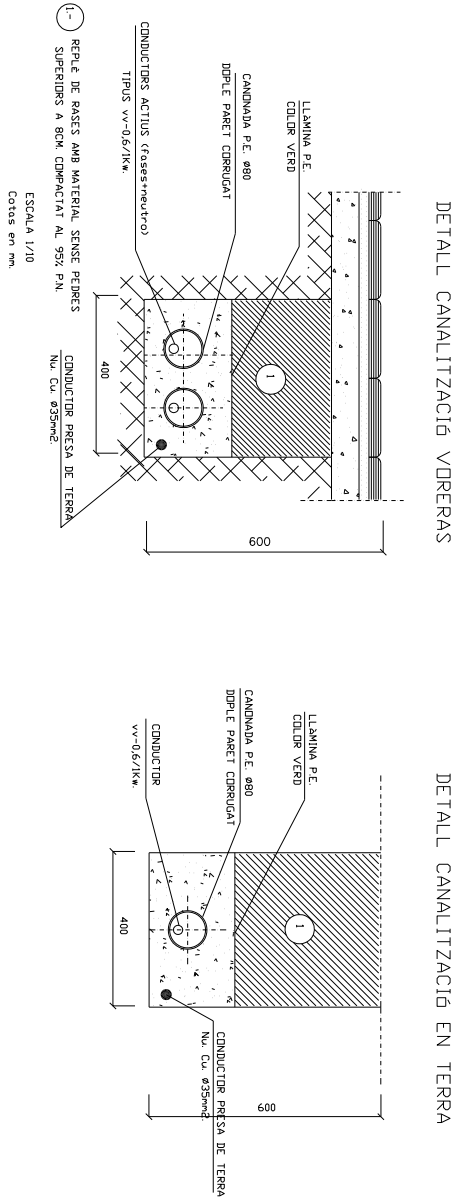 DETALL CANALITZACIÓ VORERAS
LLÀMINA P.E.
COLOR VERD
CANONADA P.E. Ø80
DOPLE PARET CORRUGAT
CONDUCTORS ACTIUS (fases+neutro)
TIPUS vv-0,6/1Kw.
1
600
400
CONDUCTOR PRESA DE TERRA
Nu. Cu. Ø35mm2.
1.- REPLÈ DE RASES AMB MATERIAL SENSE PEDRES
SUPERIORS A 8CM. COMPACTAT AL 95% P.N.
ESCALA 1/10
Cotas en mm.
DETALL CANALITZACIÓ EN TERRA
LLÀMINA P.E.
COLOR VERD
CANONADA P.E. Ø80
DOPLE PARET CORRUGAT
CONDUCTOR
vv-0,6/1Kw.
1
600
400
CONDUCTOR PRESA DE TERRA
Nu. Cu. Ø35mm2.